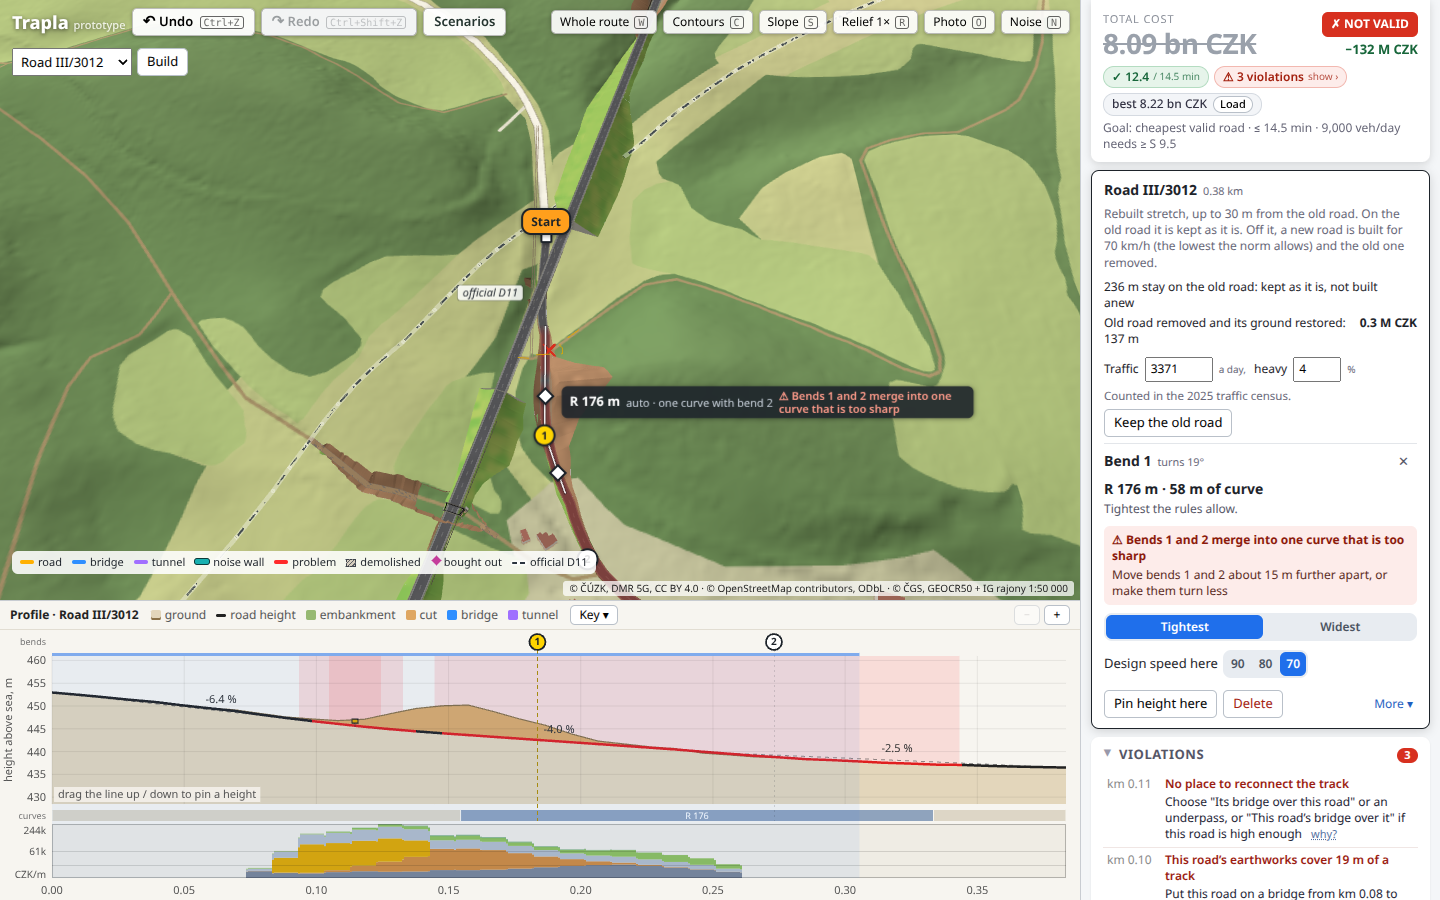 Trapla prototype
↶ Undo Ctrl+Z
↷ Redo Ctrl+Shift+Z
Scenarios
Whole route W
Contours C
Slope S
Relief 1× R
Photo O
Noise N
Road III/3012
Build
Start
official D11
R 176 m auto · one curve with bend 2 ⚠ Bends 1 and 2 merge into one
curve that is too sharp
1
road bridge tunnel noise wall problem demolished bought out official D11
© ČÚZK, DMR 5G, CC BY 4.0 · © OpenStreetMap contributors, ODbL · © ČGS, GEOCR50 + IG rajony 1:50 000
TOTAL COST
8.09 bn CZK
✗ NOT VALID
−132 M CZK
✓ 12.4 / 14.5 min
⚠ 3 violations show ›
best 8.22 bn CZK Load
Goal: cheapest valid road · ≤ 14.5 min · 9,000 veh/day
needs ≥ S 9.5
Road III/3012 0.38 km
Rebuilt stretch, up to 30 m from the old road. On the
old road it is kept as it is. Off it, a new road is built for
70 km/h (the lowest the norm allows) and the old one
removed.
236 m stay on the old road: kept as it is, not built
anew
Old road removed and its ground restored: 0.3 M CZK
137 m
Traffic 3371 a day, heavy 4 %
Counted in the 2025 traffic census.
Keep the old road
Bend 1 turns 19° ×
R 176 m · 58 m of curve
Tightest the rules allow.
⚠ Bends 1 and 2 merge into one curve that is too
sharp
Move bends 1 and 2 about 15 m further apart, or
make them turn less
Tightest Widest
Design speed here 90 80 70
Pin height here Delete More ▾
▼ VIOLATIONS 3
km 0.11 No place to reconnect the track
Choose "Its bridge over this road" or an
underpass, or "This road's bridge over it" if
this road is high enough why?
km 0.10 This road's earthworks cover 19 m of a
track
Put this road on a bridge from km 0.08 to
Profile · Road III/3012 ground road height embankment cut bridge tunnel Key ▾ − +
bends 1 2
height above sea, m
460
455
450
445
440
435
430
-6.4 %
-4.0 %
-2.5 %
drag the line up / down to pin a height
curves R 176
244k
61k
CZK/m
0.00 0.05 0.10 0.15 0.20 0.25 0.30 0.35